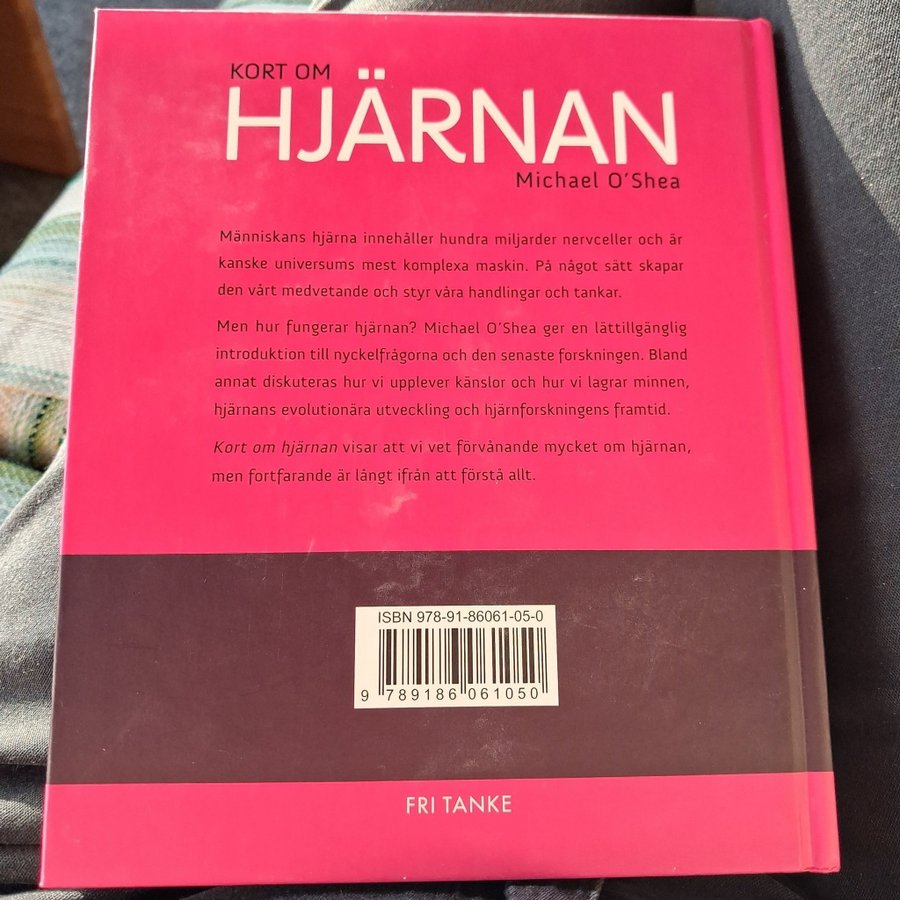 KORT OM
HJÄRNAN
Michael O'Shea
Människans hjärna innehåller hundra miljarder nervceller och är
kanske universums mest komplexa maskin. På något sätt skapar
den vårt medvetande och styr våra handlingar och tankar.
Men hur fungerar hjärnan? Michael O'Shea ger en lättillgänglig
introduktion till nyckelfrågorna och den senaste forskningen. Bland
annat diskuteras hur vi upplever känslor och hur vi lagrar minnen,
hjärnans evolutionära utveckling och hjärnforskningens framtid.
Kort om hjärnan visar att vi vet förvånande mycket om hjärnan,
men fortfarande är långt ifrån att förstå allt.
ISBN 978-91-86061-05-0
9 789186 061050
FRI TANKE